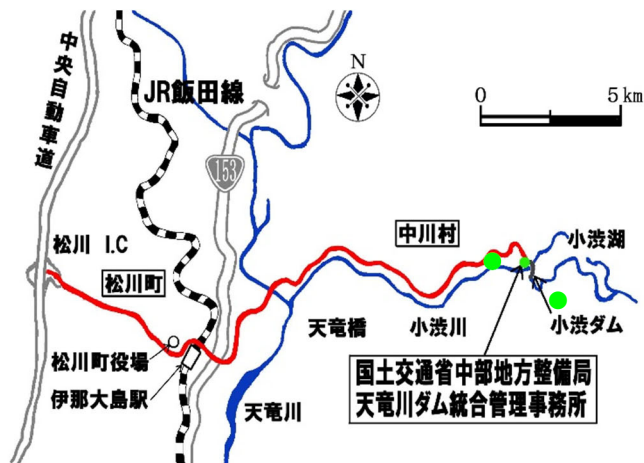 中央自動車道
JR飯田線
N
0
5km
153
松川 I.C
松川町
中川村
小渋湖
天竜橋
小渋川
小渋ダム
松川町役場
伊那大島駅
天竜川
国土交通省中部地方整備局
天竜川ダム統合管理事務所